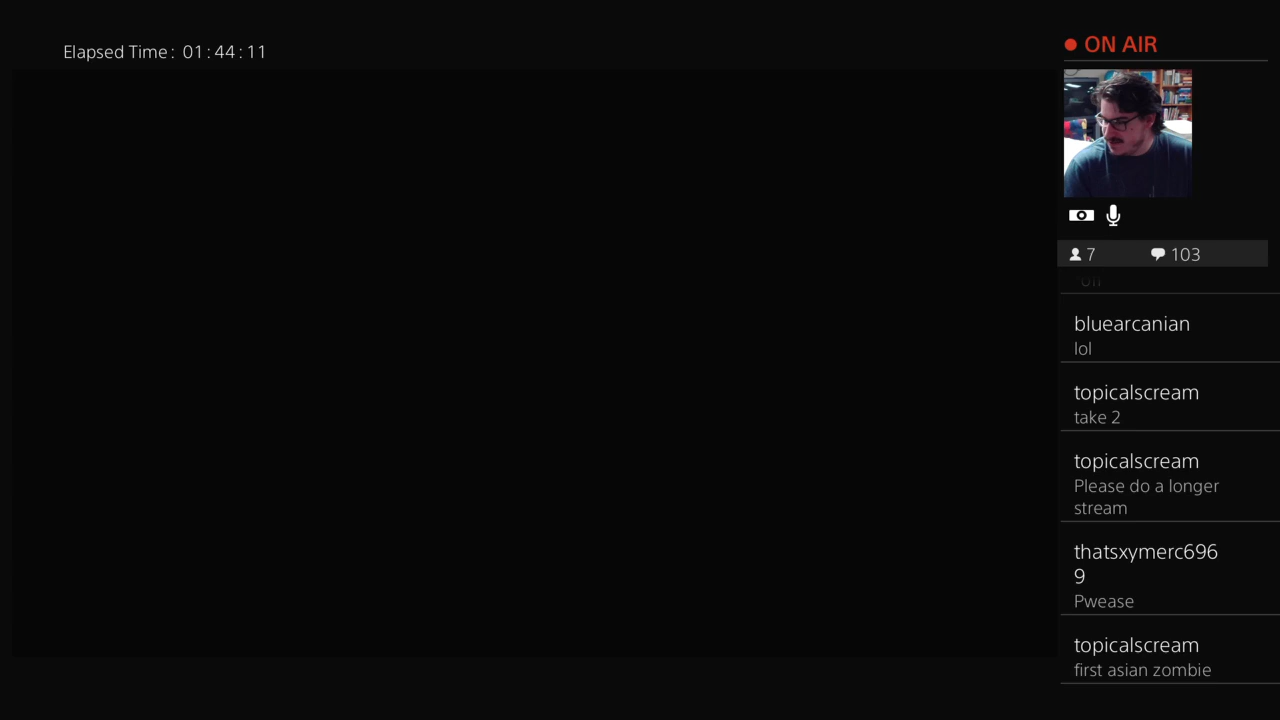 Elapsed Time: 01:44:11
ON AIR
7 103
bluearcanian
lol
topicalscream
take 2
topicalscream
Please do a longer
stream
thatsxymerc696
9
Pwease
topicalscream
first asian zombie